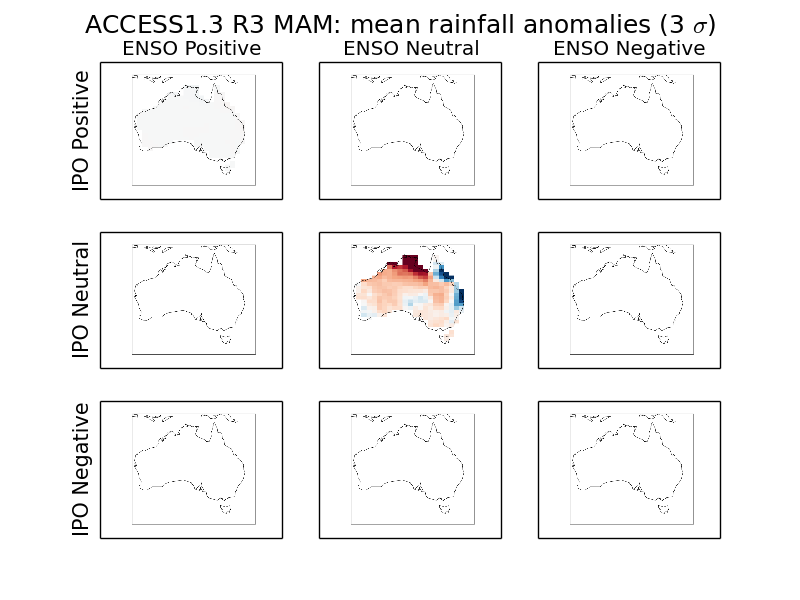 ACCESS1.3 R3 MAM: mean rainfall anomalies (3 σ)
ENSO Positive ENSO Neutral ENSO Negative
IPO Positive
IPO Neutral
IPO Negative